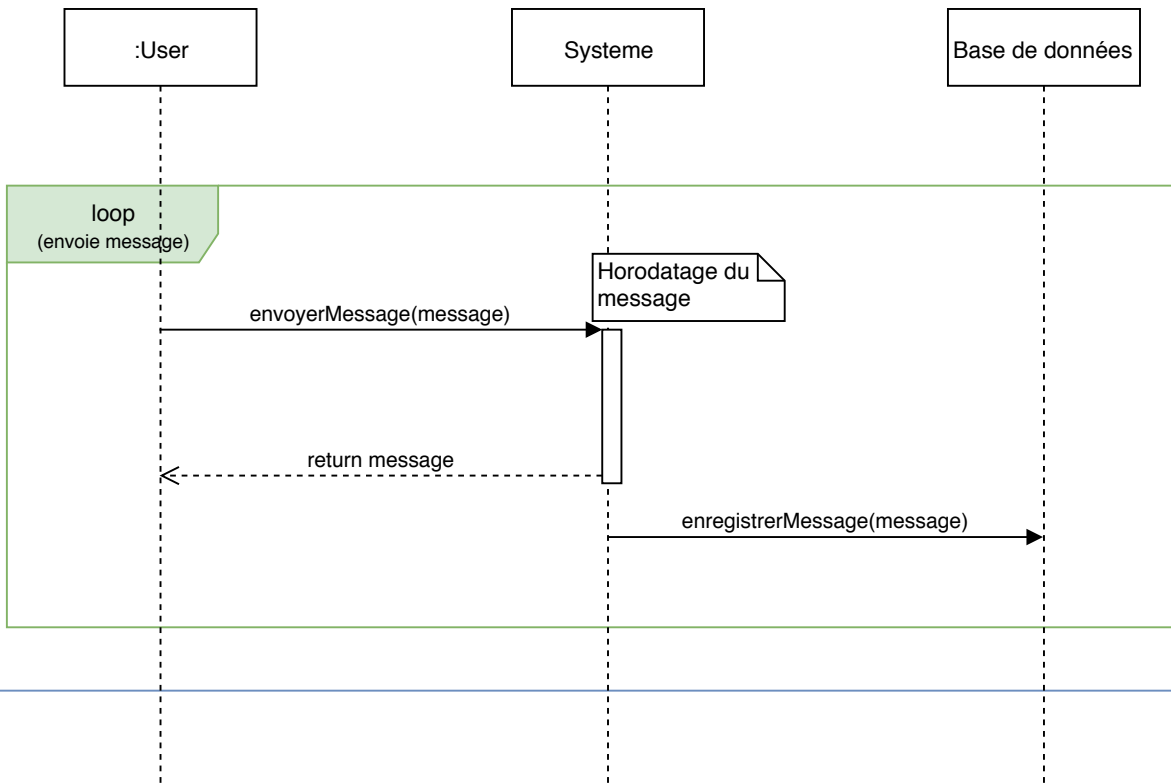 :User
Systeme
Base de données
loop
(envoie message)
Horodatage du
message
envoyerMessage(message)
return message
enregistrerMessage(message)